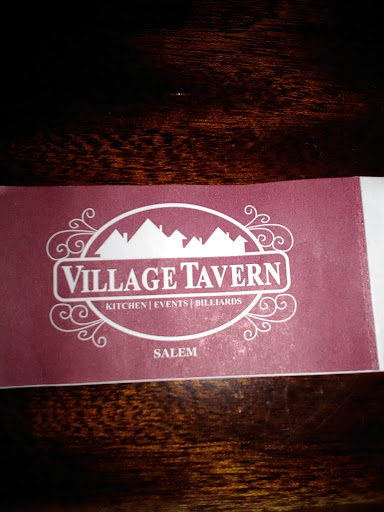 VILLAGE TAVERN
KITCHEN | EVENTS | BILLIARDS
SALEM